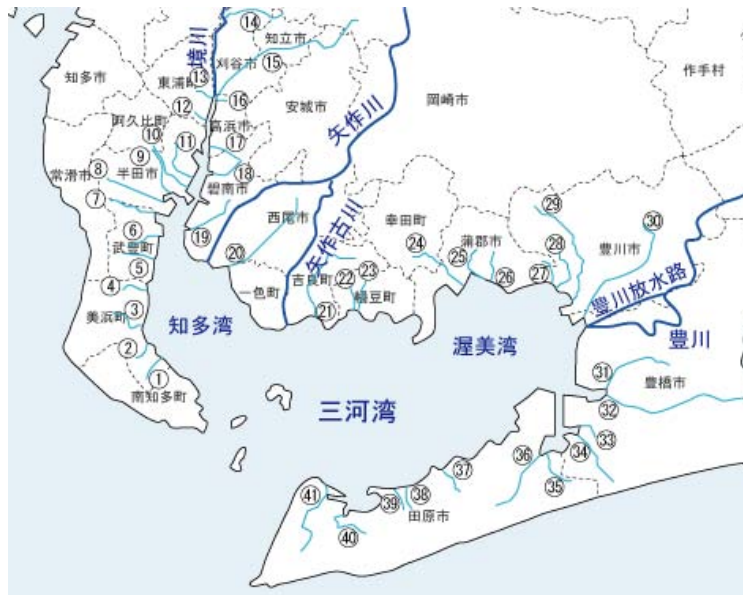 ⑭
知立市
境川
知多市
⑬
刈谷市
⑮
東浦町
作手村
⑯
岡崎市
安城市
⑫
矢作川
阿久比町
高浜市
⑩
⑪
⑰
⑨
⑧
半田市
⑱
常滑市
碧南市
⑦
西尾市
幸田町
㉙
㉚
⑥
⑲
矢作古川
蒲郡市
豊川市
武豊町
⑳
㉔
㉘
⑤
㉕
㉓
㉒
㉗
㉖
吉良町
④
一色町
幡豆町
豊川放水路
③
美浜町
㉑
知多湾
渥美湾
豊川
②
①
㉛
豊橋市
南知多町
三河湾
㉜
㉝
㊱
㉞
㊲
㉟
㊶
㊴
㊳
田原市
㊵